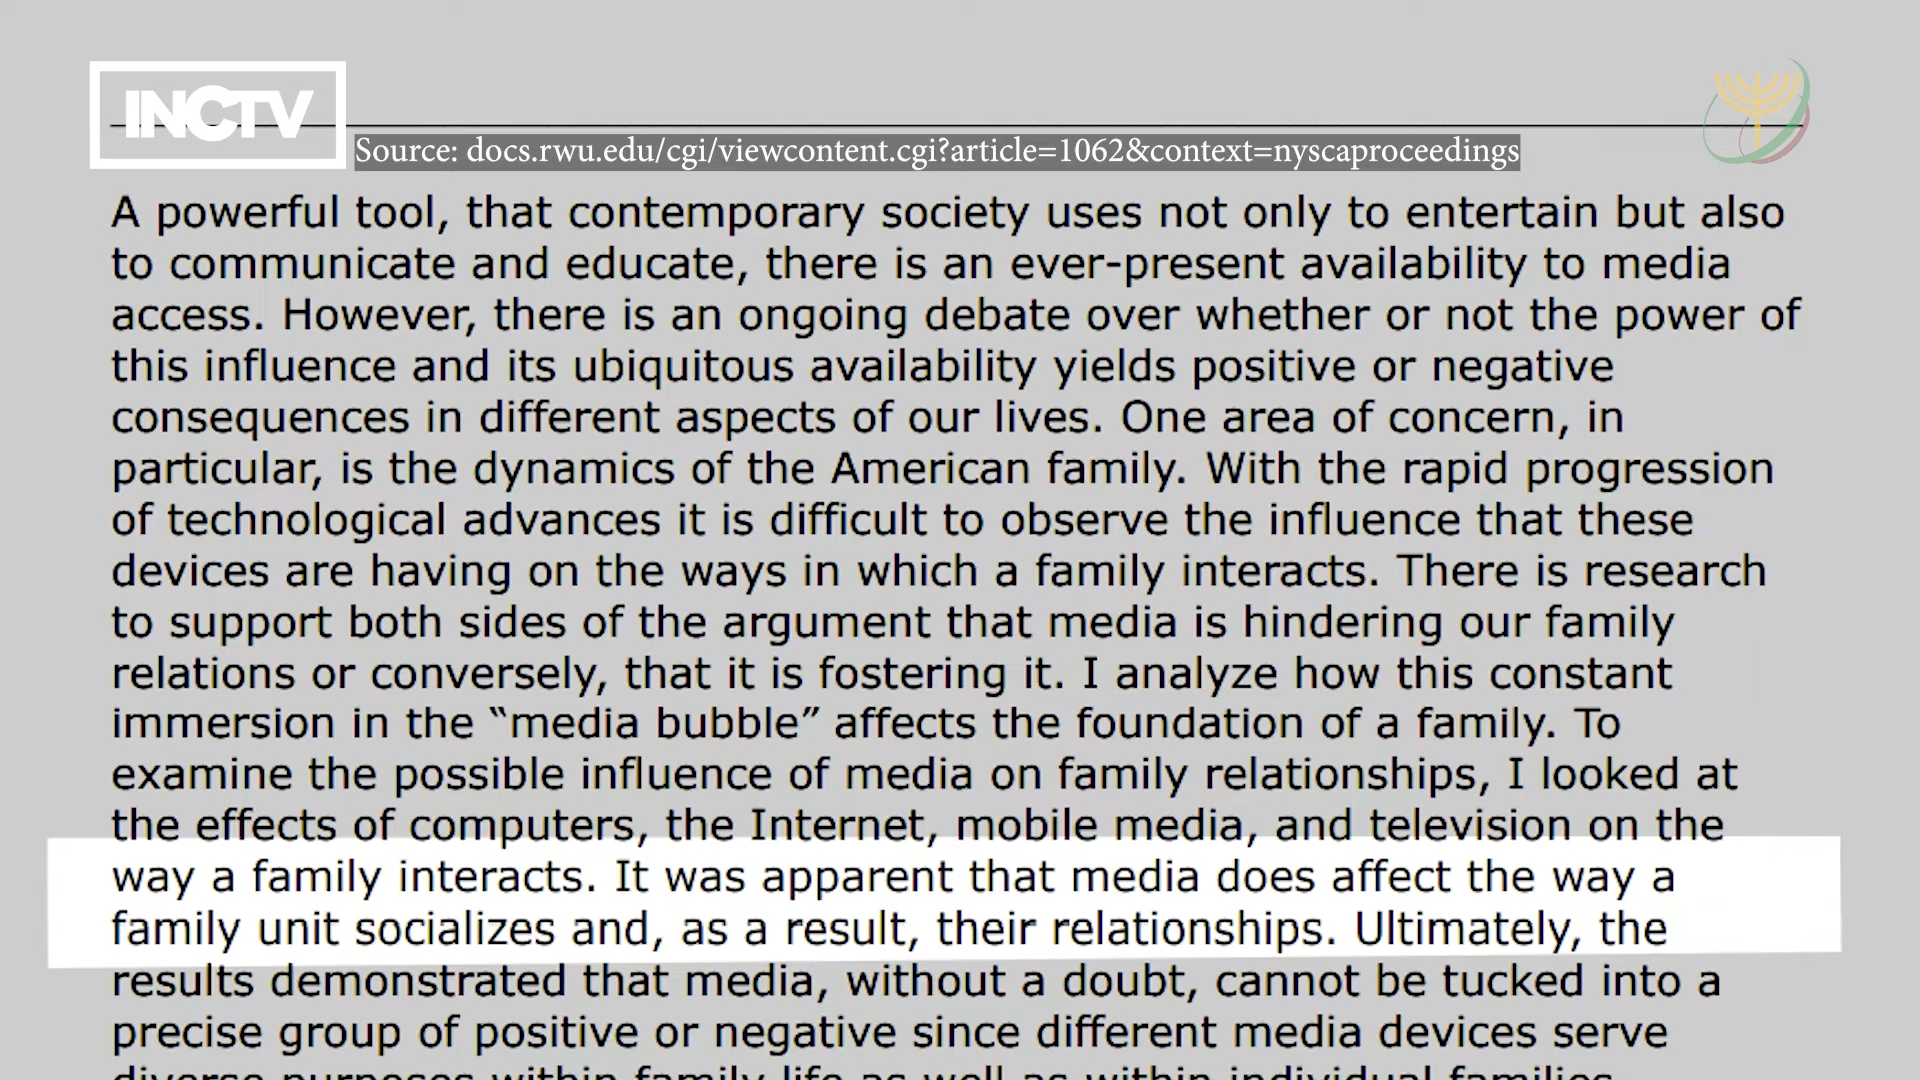 INCTV
Source: docs.rwu.edu/cgi/viewcontent.cgi?article=1062&context=nyscaproceedings
A powerful tool, that contemporary society uses not only to entertain but also
to communicate and educate, there is an ever-present availability to media
access. However, there is an ongoing debate over whether or not the power of
this influence and its ubiquitous availability yields positive or negative
consequences in different aspects of our lives. One area of concern, in
particular, is the dynamics of the American family. With the rapid progression
of technological advances it is difficult to observe the influence that these
devices are having on the ways in which a family interacts. There is research
to support both sides of the argument that media is hindering our family
relations or conversely, that it is fostering it. I analyze how this constant
immersion in the “media bubble” affects the foundation of a family. To
examine the possible influence of media on family relationships, I looked at
the effects of computers, the Internet, mobile media, and television on the
way a family interacts. It was apparent that media does affect the way a
family unit socializes and, as a result, their relationships. Ultimately, the
results demonstrated that media, without a doubt, cannot be tucked into a
precise group of positive or negative since different media devices serve
diverse purposes within family life as well as within individual families.